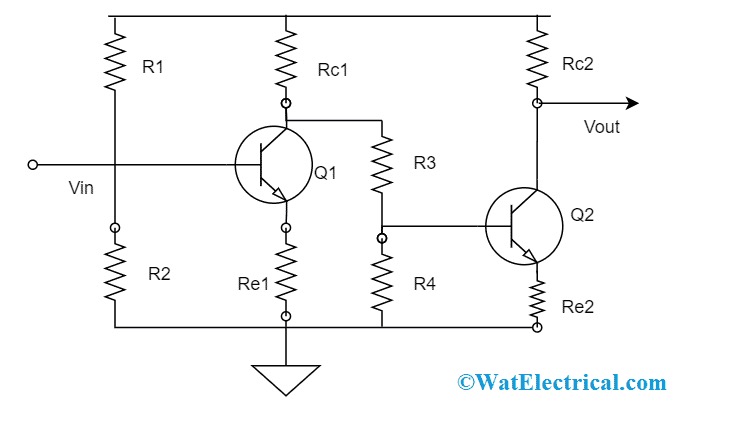 R1
Rc1
Rc2
Vout
Q1
R3
Vin
Q2
R2
Re1
R4
Re2
©WatElectrical.com